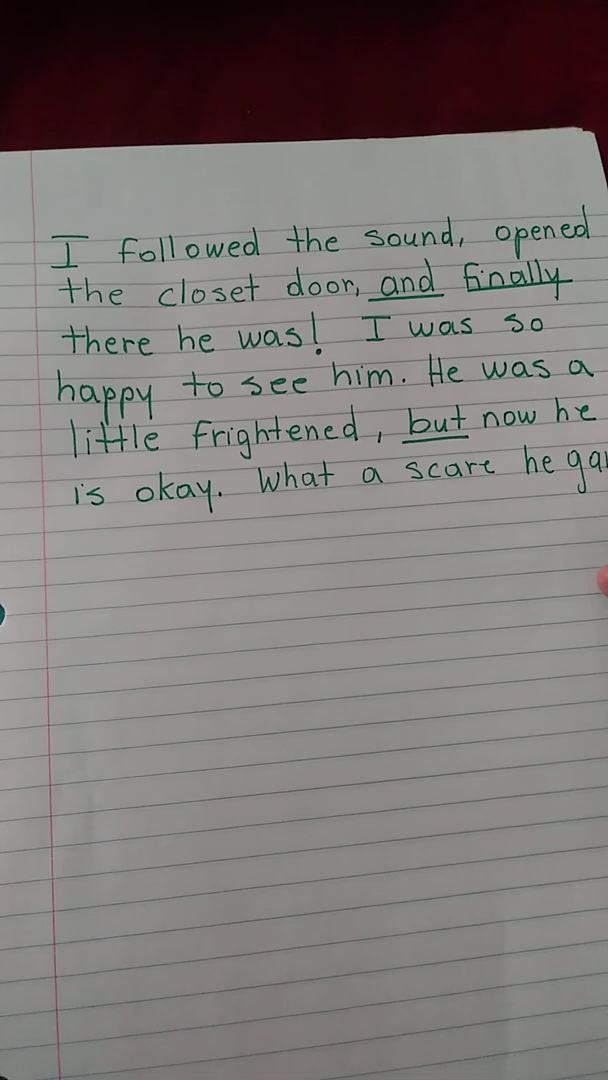 I followed the sound, opened
the closet door, and finally
there he was! I was so
happy to see him. He was a
little frightened, but now he
is okay. What a scare he